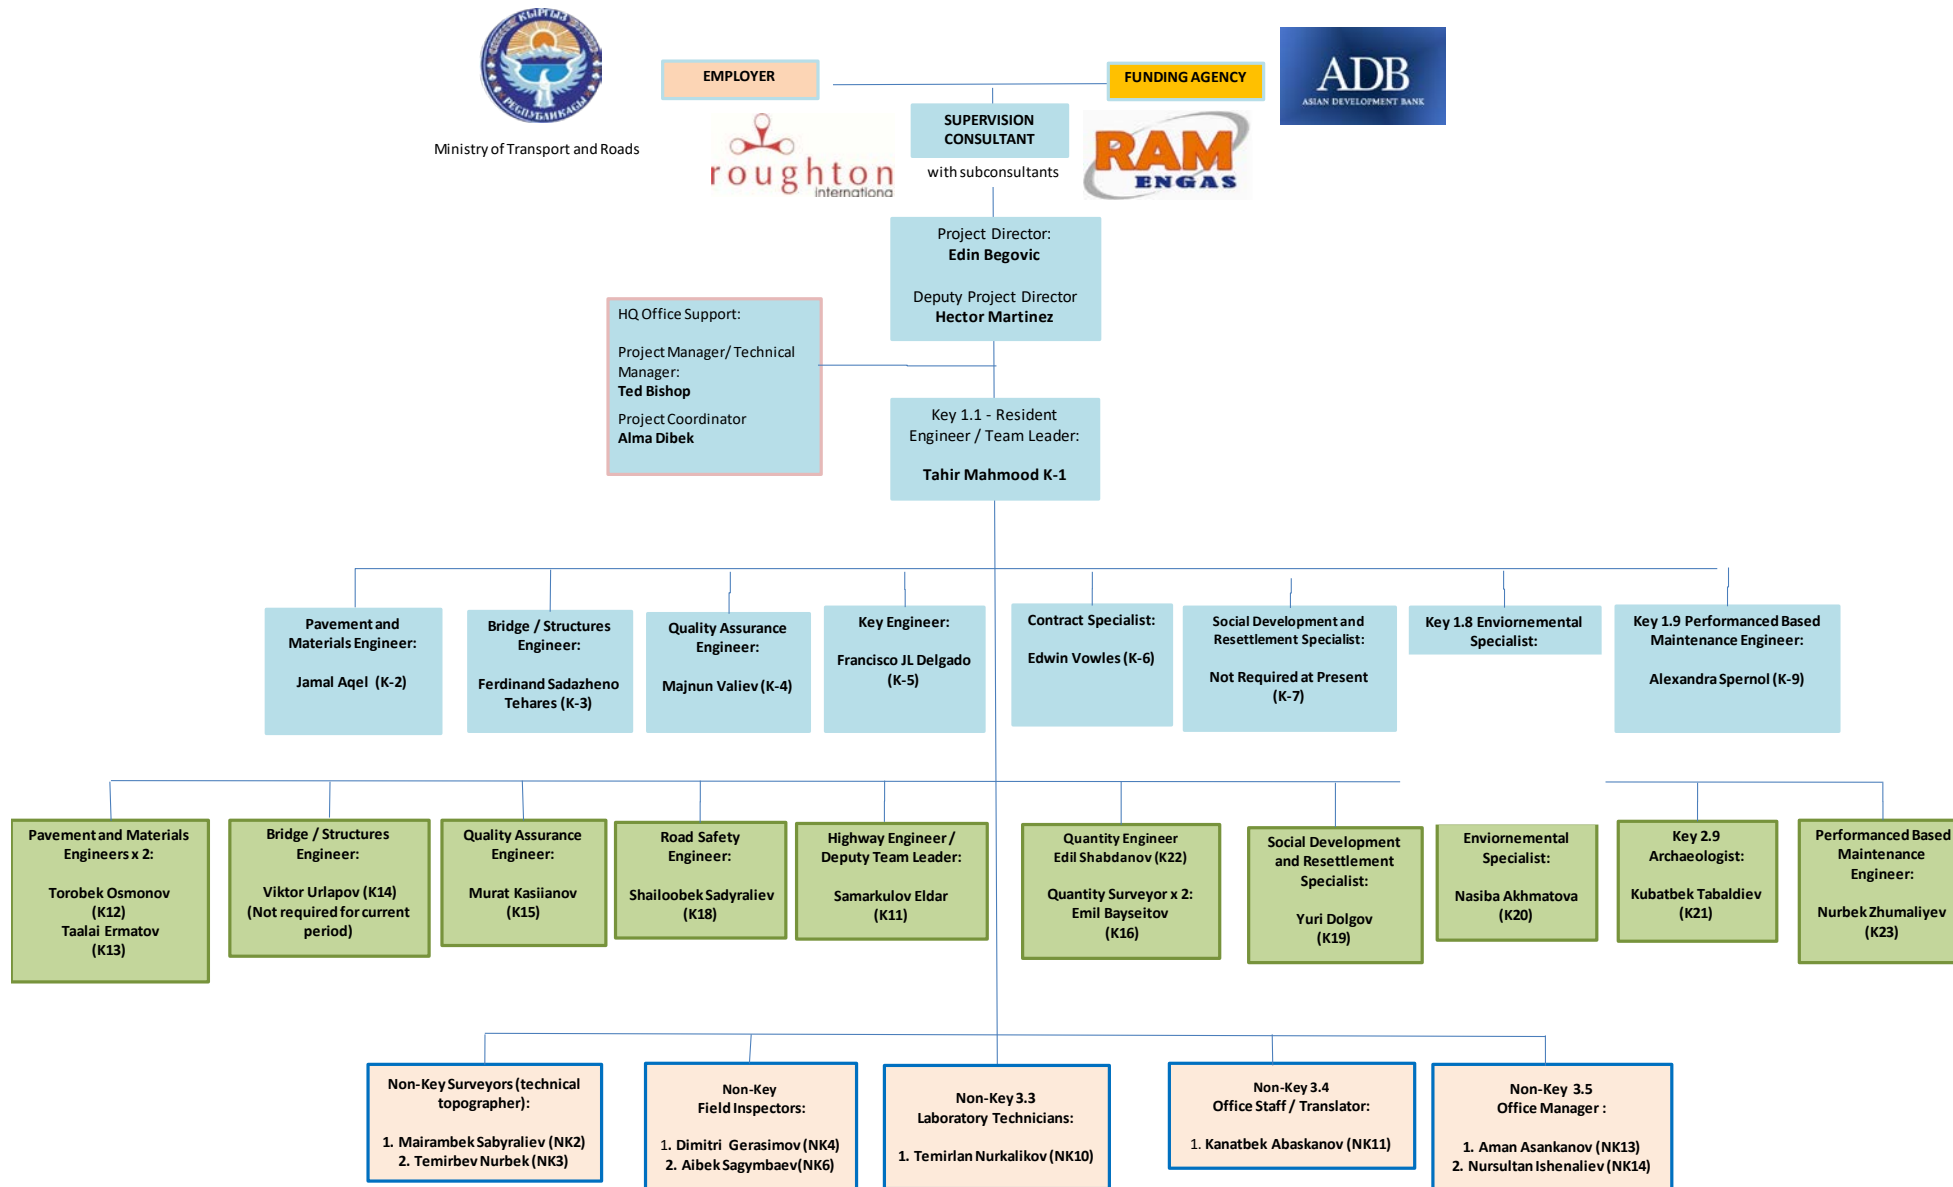 КЫРГЫЗ
РЕСПУБЛИКАСЫ
Ministry of Transport and Roads
EMPLOYER
FUNDING AGENCY
ADB
ASIAN DEVELOPMENT BANK
roughton
internationa
SUPERVISION
CONSULTANT
with subconsultants
RAM
ENGAS
Project Director:
Edin Begovic
Deputy Project Director
Hector Martinez
HQ Office Support:
Project Manager/ Technical
Manager:
Ted Bishop
Project Coordinator
Alma Dibek
Key 1.1 - Resident
Engineer / Team Leader:
Tahir Mahmood K-1
Pavement and
Materials Engineer:
Jamal Aqel (K-2)
Bridge / Structures
Engineer:
Ferdinand Sadazheno
Tehares (K-3)
Quality Assurance
Engineer:
Majnun Valiev (K-4)
Key Engineer:
Francisco JL Delgado
(K-5)
Contract Specialist:
Edwin Vowles (K-6)
Social Development and
Resettlement Specialist:
Not Required at Present
(K-7)
Key 1.8 Enviornemental
Specialist:
Key 1.9 Performanced Based
Maintenance Engineer:
Alexandra Spernol (K-9)
Pavement and Materials
Engineers x 2:
Torobek Osmonov
(K12)
Taalai Ermatov
(K13)
Bridge / Structures
Engineer:
Viktor Urlapov (K14)
(Not required for current
period)
Quality Assurance
Engineer:
Murat Kasiianov
(K15)
Road Safety
Engineer:
Shailoobek Sadyraliev
(K18)
Highway Engineer /
Deputy Team Leader:
Samarkulov Eldar
(K11)
Quantity Engineer
Edil Shabdanov (K22)
Quantity Surveyor x 2:
Emil Bayseitov
(K16)
Social Development
and Resettlement
Specialist:
Yuri Dolgov
(K19)
Enviornemental
Specialist:
Nasiba Akhmatova
(K20)
Key 2.9
Archaeologist:
Kubatbek Tabaldiev
(K21)
Performanced Based
Maintenance
Engineer:
Nurbek Zhumaliyev
(K23)
Non-Key Surveyors (technical
topographer):
1. Mairambek Sabyraliev (NK2)
2. Temirbev Nurbek (NK3)
Non-Key
Field Inspectors:
1. Dimitri Gerasimov (NK4)
2. Aibek Sagymbaev(NK6)
Non-Key 3.3
Laboratory Technicians:
1. Temirlan Nurkalikov (NK10)
Non-Key 3.4
Office Staff / Translator:
1. Kanatbek Abaskanov (NK11)
Non-Key 3.5
Office Manager :
1. Aman Asankanov (NK13)
2. Nursultan Ishenaliev (NK14)